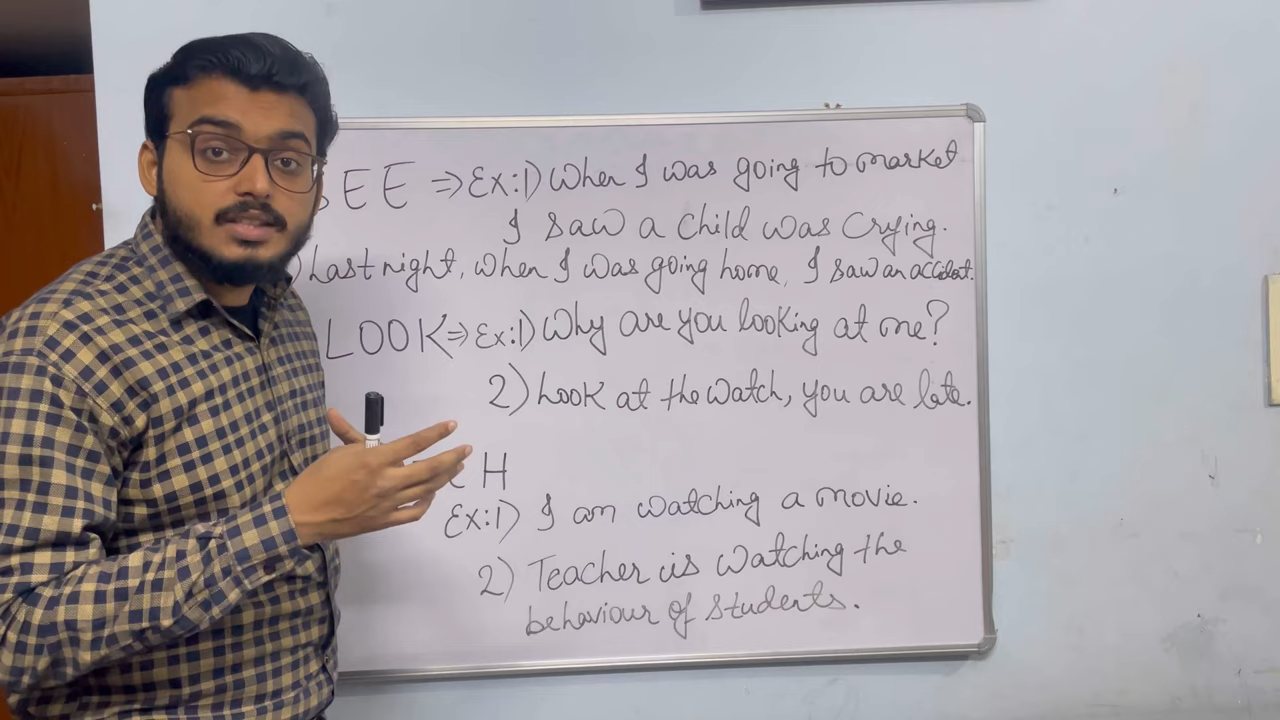 SEE ⇒ Ex:1) When I was going to market
I saw a child was crying.
) Last night, when I was going home, I saw an accident.
LOOK ⇒ Ex:1) Why are you looking at me?
2) Look at the watch, you are late.
CH
Ex:1) I am watching a movie.
2) Teacher is watching the
behaviour of students.